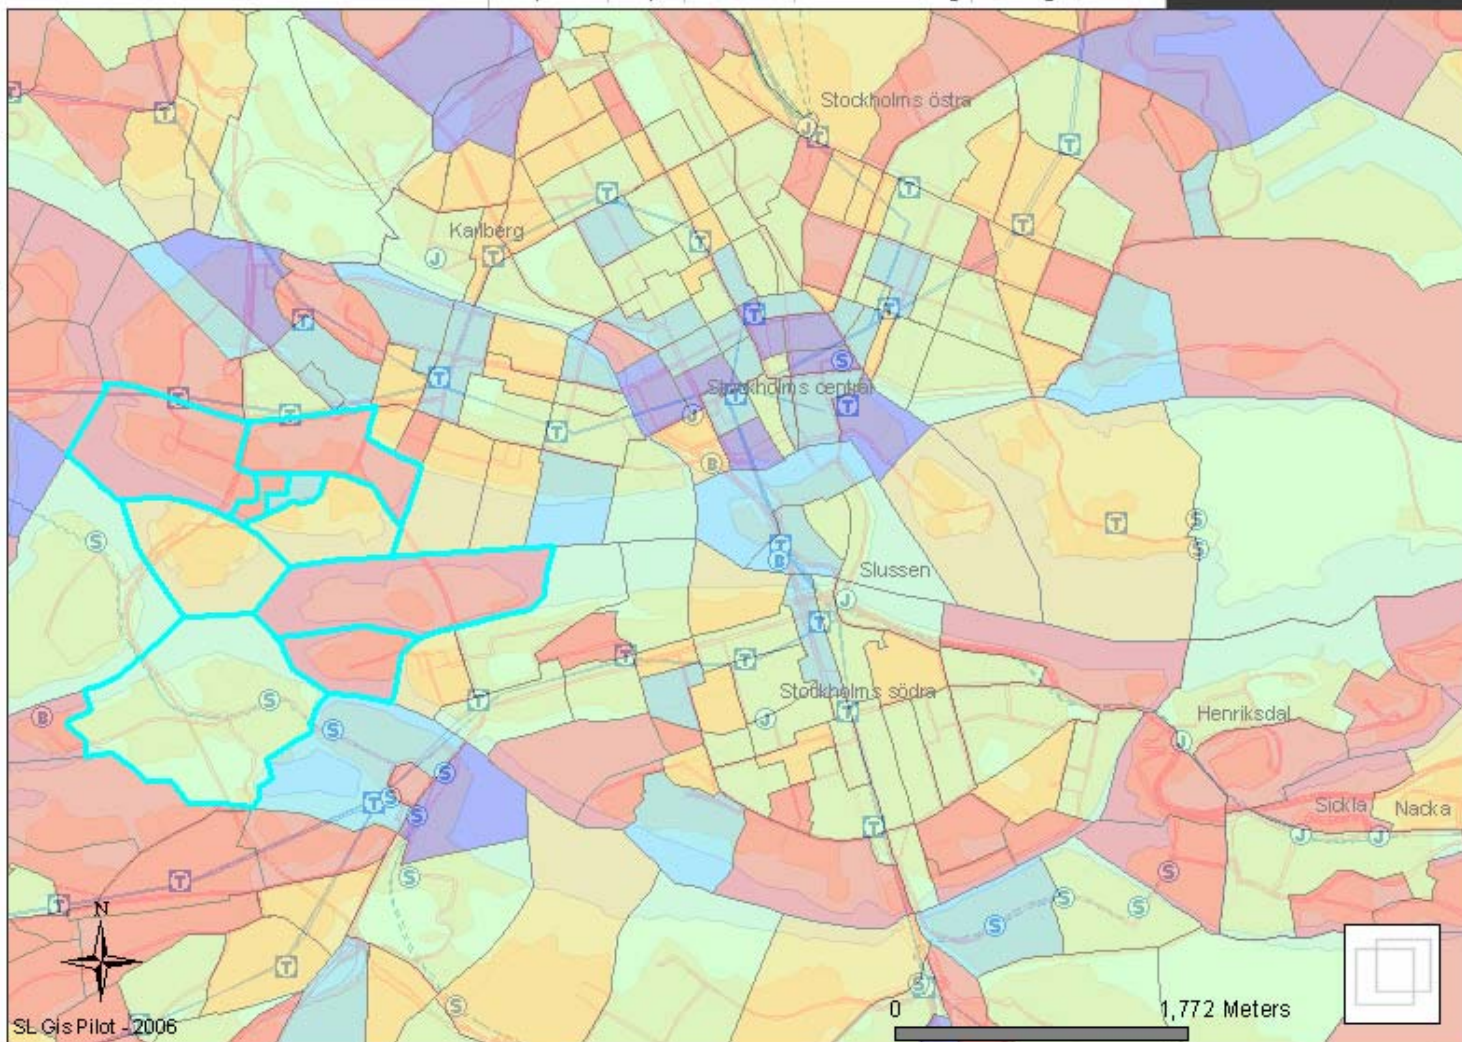 Stockholms östra
Karlberg
Stockholms central
Slussen
Stockholms södra
Henriksdal
Sickla
Nacka
N
0
1,772 Meters
SL Gis Pilot - 2006